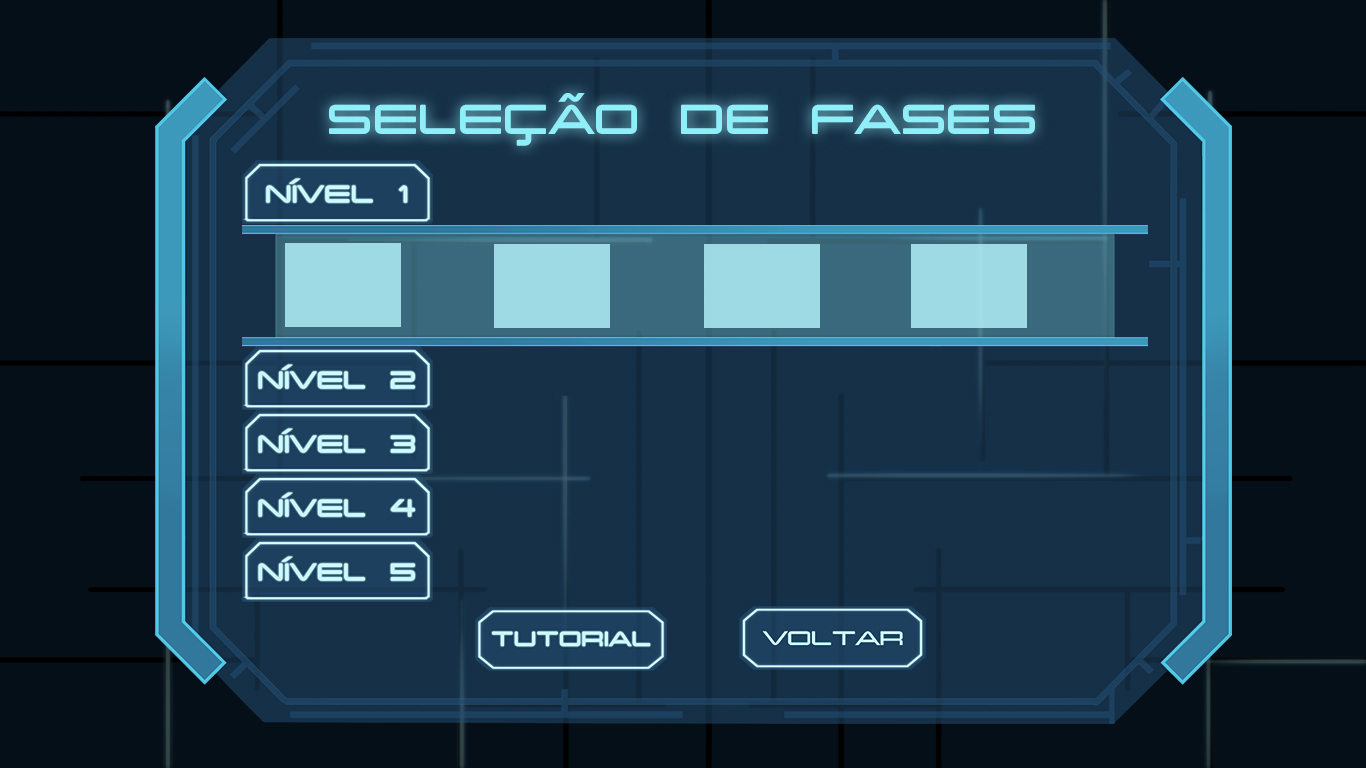 SELEÇÃO DE FASES
NÍVEL 1
NÍVEL 2
NÍVEL 3
NÍVEL 4
NÍVEL 5
TUTORIAL
VOLTAR